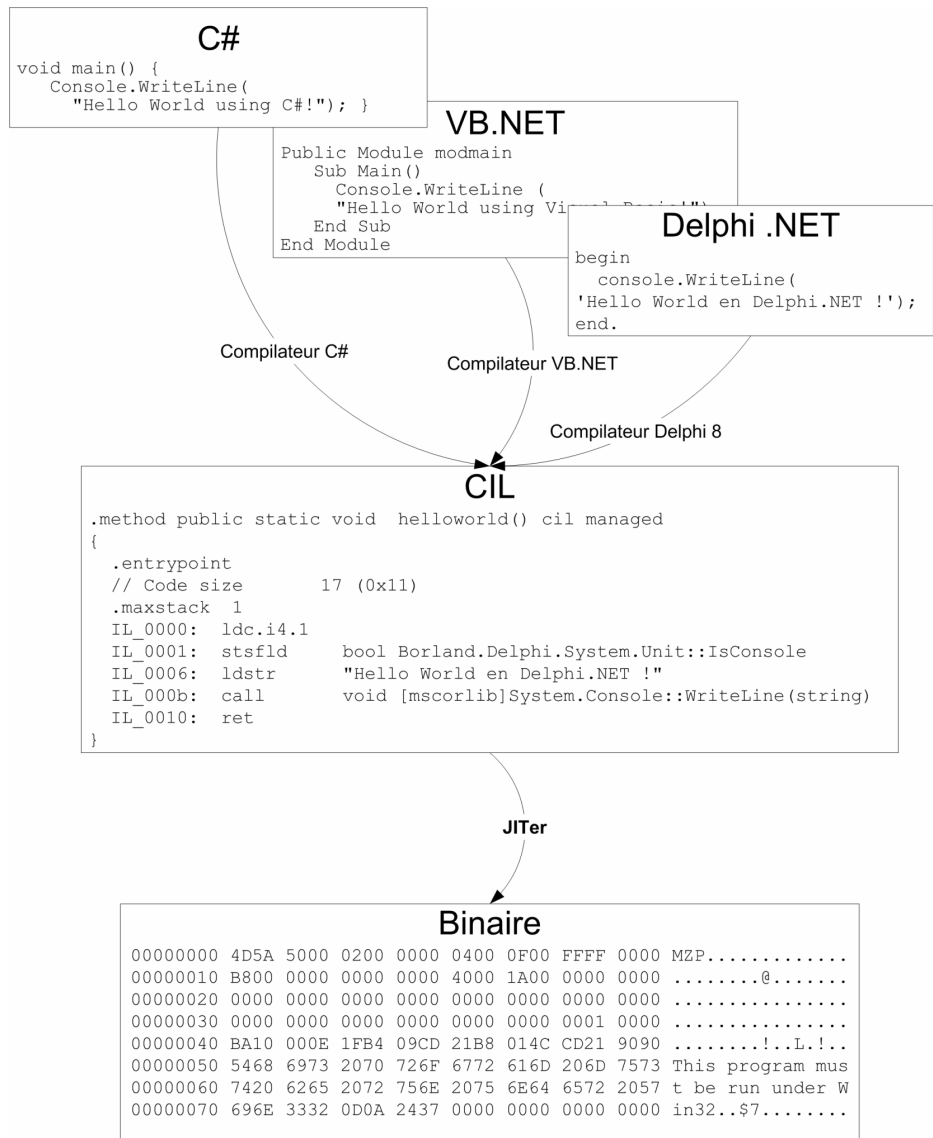 C#
void main() {
   Console.WriteLine(
     "Hello World using C#!"); }
VB.NET
Public Module modmain
   Sub Main()
     Console.WriteLine (
     "Hello World using
   End Sub
End Module
Delphi .NET
begin
  console.WriteLine(
'Hello World en Delphi.NET !');
end.
Compilateur C#
Compilateur VB.NET
Compilateur Delphi 8
CIL
.method public static void  helloworld() cil managed
{
  .entrypoint
  // Code size       17 (0x11)
  .maxstack  1
  IL_0000:  ldc.i4.1
  IL_0001:  stsfld     bool Borland.Delphi.System.Unit::IsConsole
  IL_0006:  ldstr      "Hello World en Delphi.NET !"
  IL_000b:  call       void [mscorlib]System.Console::WriteLine(string)
  IL_0010:  ret
}
JITer
Binaire
00000000 4D5A 5000 0200 0000 0400 0F00 FFFF 0000 MZP.............
00000010 B800 0000 0000 0000 4000 1A00 0000 0000 ........@.......
00000020 0000 0000 0000 0000 0000 0000 0000 0000 ................
00000030 0000 0000 0000 0000 0000 0000 0001 0000 ................
00000040 BA10 000E 1FB4 09CD 21B8 014C CD21 9090 ........!..L.!..
00000050 5468 6973 2070 726F 6772 616D 206D 7573 This program mus
00000060 7420 6265 2072 756E 2075 6E64 6572 2057 t be run under W
00000070 696E 3332 0D0A 2437 0000 0000 0000 0000 in32..$7........